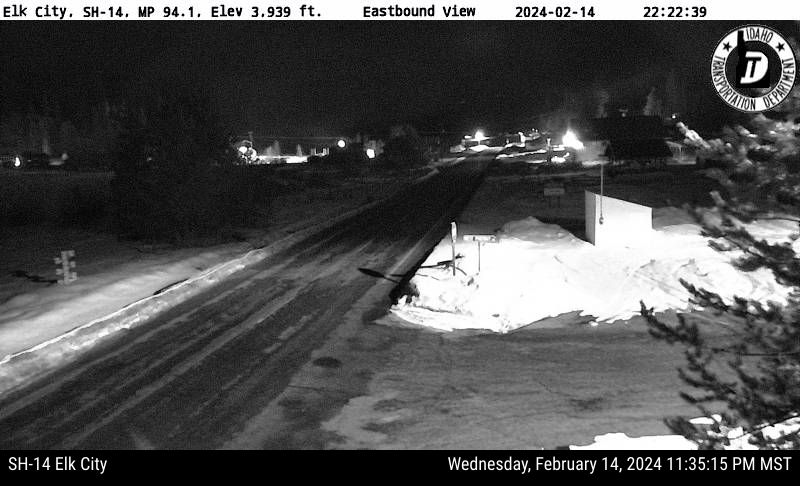 Elk City, SH-14, MP 94.1, Elev 3,939 ft. Eastbound View 2024-02-14 22:22:39
IDAHO
TRANSPORTATION DEPARTMENT
SH-14 Elk City Wednesday, February 14, 2024 11:35:15 PM MST